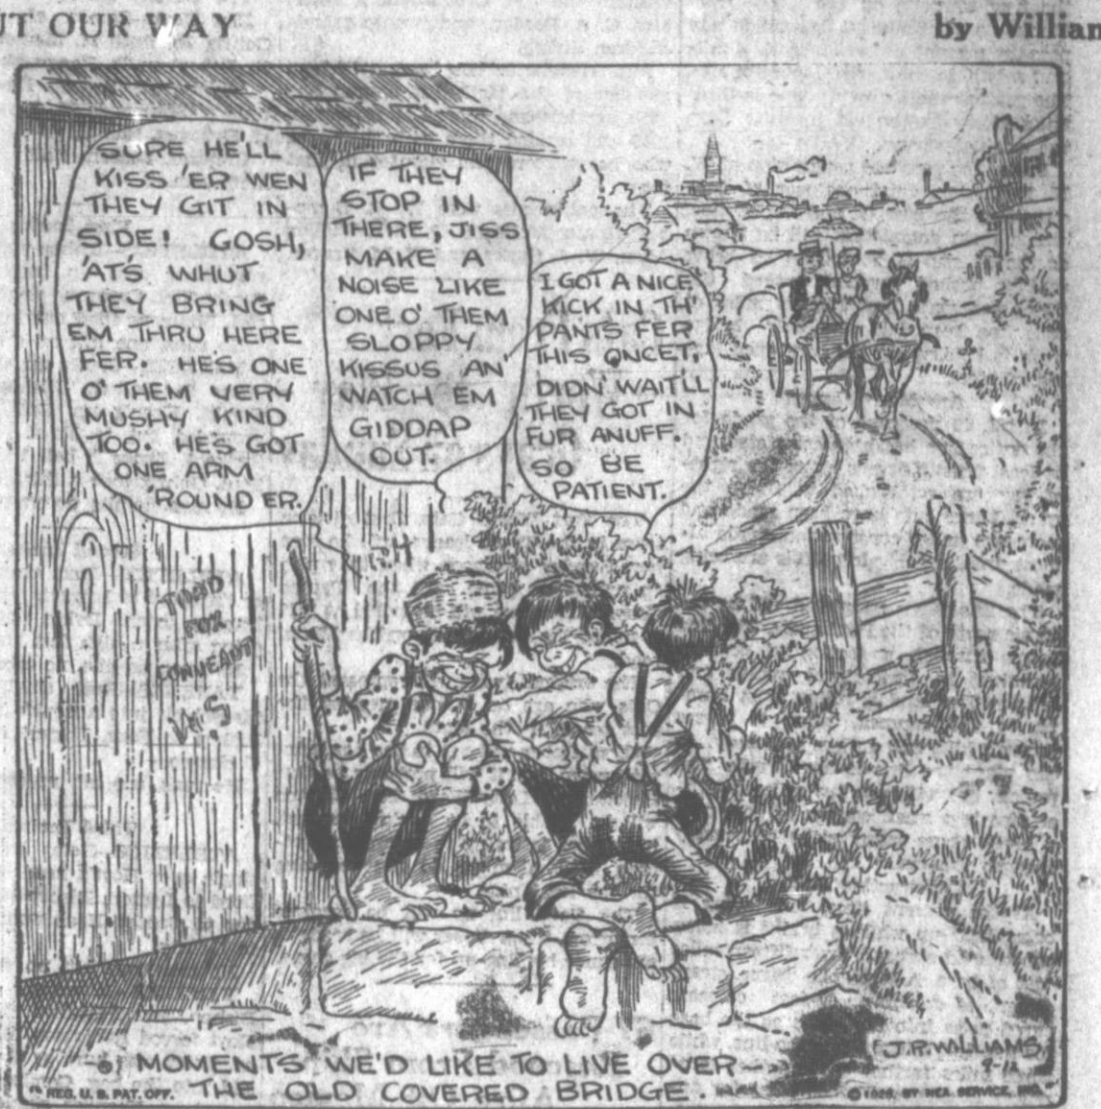 UT OUR WAY
by William
SURE HE'LL
KISS 'ER WEN
THEY GIT IN
SIDE! GOSH,
'AT'S WHUT
THEY BRING
EM THRU HERE
FER. HE'S ONE
O' THEM VERY
MUSHY KIND
TOO. HE'S GOT
ONE ARM
'ROUND ER.
IF THEY
STOP IN
THERE, JISS
MAKE A
NOISE LIKE
ONE O' THEM
SLOPPY
KISSUS AN'
WATCH EM
GIDDAP
OUT.
I GOT A NICE
KICK IN TH'
PANTS FER
THIS ONCET,
DIDN' WAIT'LL
THEY GOT IN
FUR ANUFF.
SO BE
PATIENT.
FOR
MOMENTS WE'D LIKE TO LIVE OVER—
THE OLD COVERED BRIDGE.
J.R.WILLIAMS
9-12
REG. U. S. PAT. OFF.
BY NEA SERVICE,